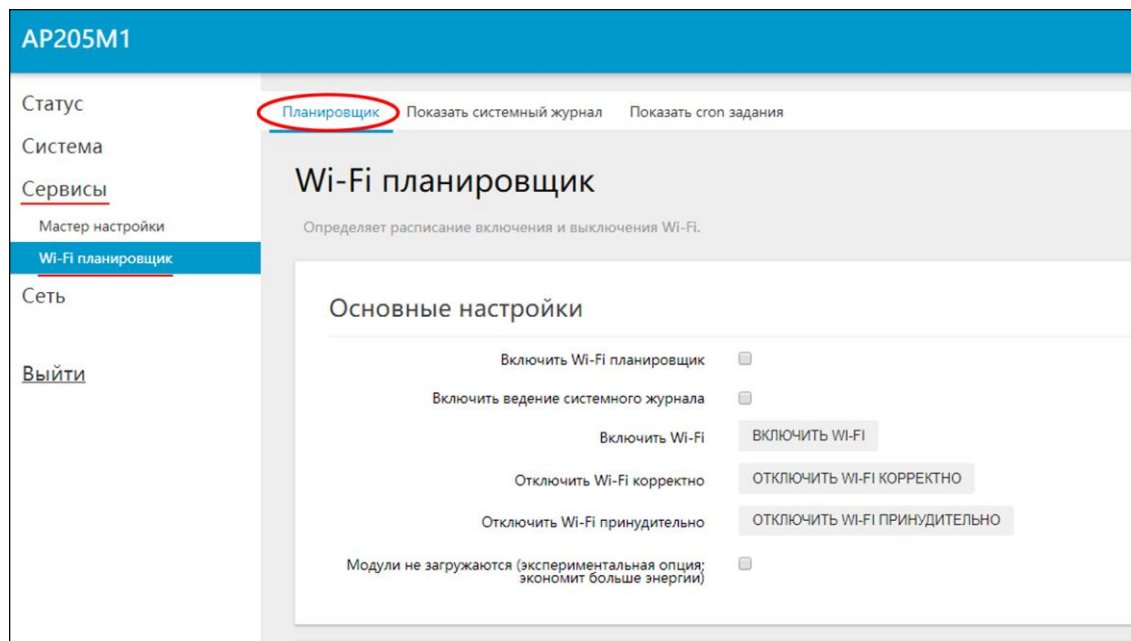 AP205M1
Статус
Система
Сервисы
Мастер настройки
Wi-Fi планировщик
Сеть
Выйти
Планировщик Показать системный журнал Показать cron задания
Wi-Fi планировщик
Определяет расписание включения и выключения Wi-Fi.
Основные настройки
Включить Wi-Fi планировщик
Включить ведение системного журнала
Включить Wi-Fi ВКЛЮЧИТЬ WI-FI
Отключить Wi-Fi корректно ОТКЛЮЧИТЬ WI-FI КОРРЕКТНО
Отключить Wi-Fi принудительно ОТКЛЮЧИТЬ WI-FI ПРИНУДИТЕЛЬНО
Модули не загружаются (экспериментальная опция;
экономит больше энергии)